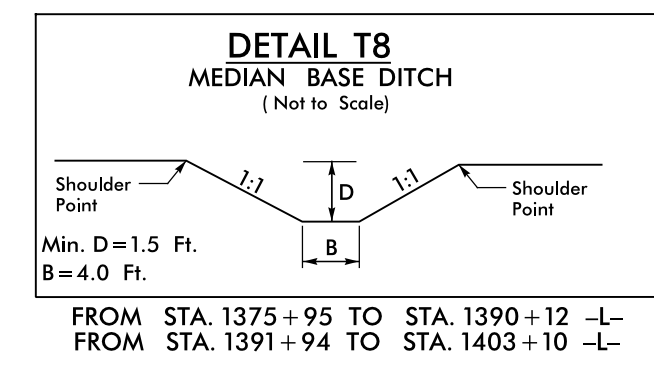 DETAIL T8
MEDIAN BASE DITCH
( Not to Scale)
1:1
D
1:1
Shoulder
Point
Shoulder
Point
B
Min. D=1.5 Ft.
B=4.0 Ft.
FROM STA. 1375+95 TO STA. 1390+12 -L-
FROM STA. 1391+94 TO STA. 1403+10 -L-